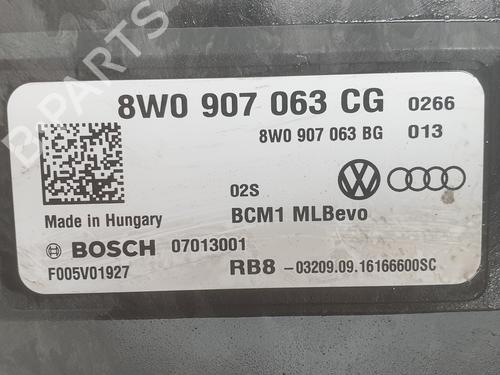 8W0 907 063 CG 0266
8W0 907 063 BG 013
02S
Made in Hungary BCM1 MLBevo
BOSCH 07013001
F005V01927 RB8 -03209.09.16166600SC
B-PARTS